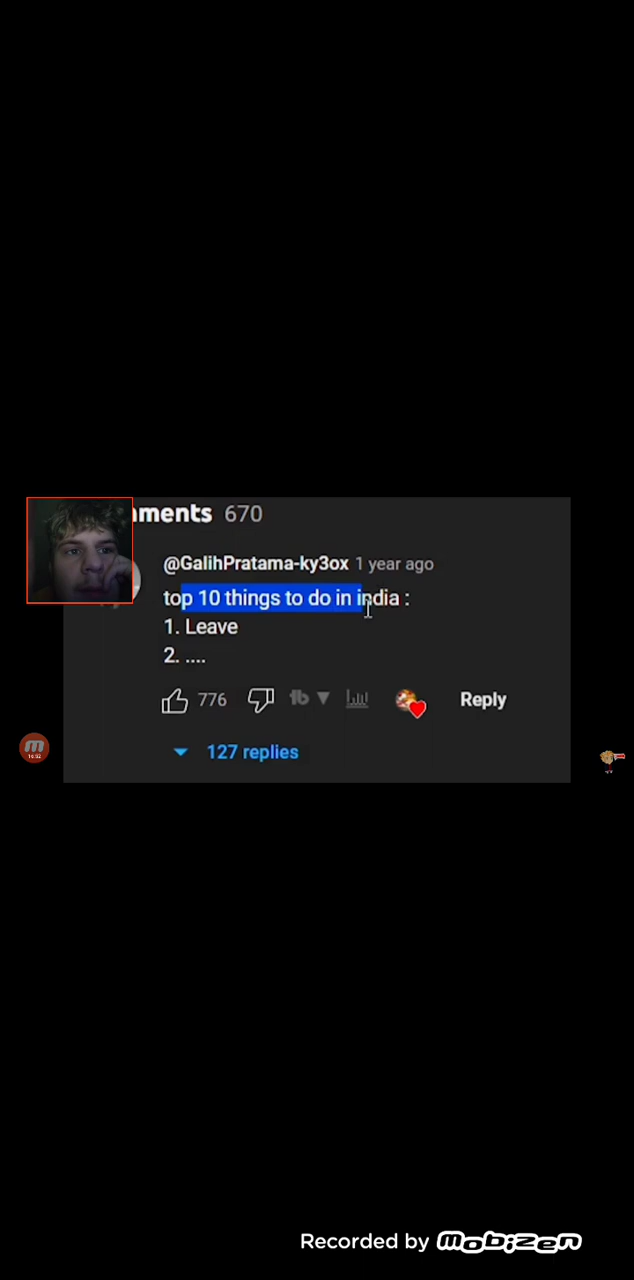 mments 670
@GalihPratama-ky3ox 1 year ago
top 10 things to do in india :
1. Leave
2. ....
776
Reply
127 replies
Recorded by mobizen